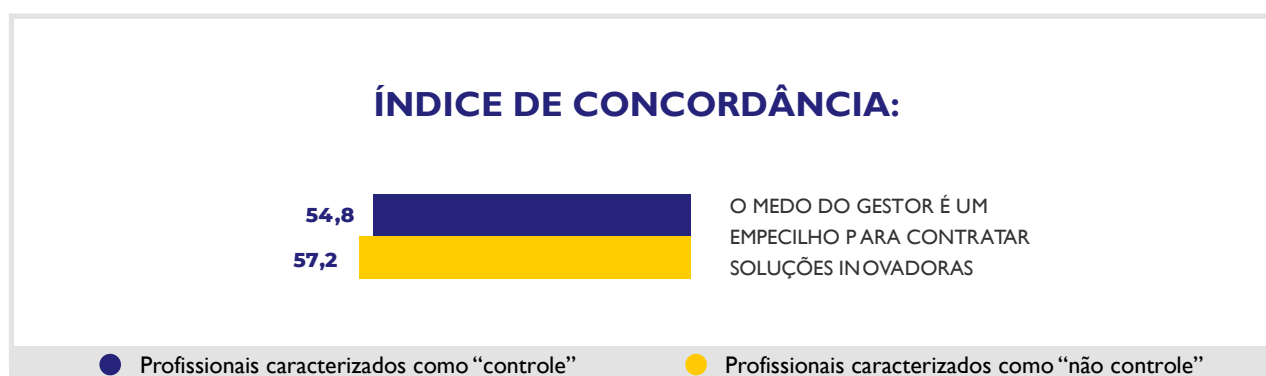 ÍNDICE DE CONCORDÂNCIA:
54,8
57,2
O MEDO DO GESTOR É UM
EMPECILHO P ARA CONTRATAR
SOLUÇÕES INOVADORAS
Profissionais caracterizados como “controle”
Profissionais caracterizados como “não controle”